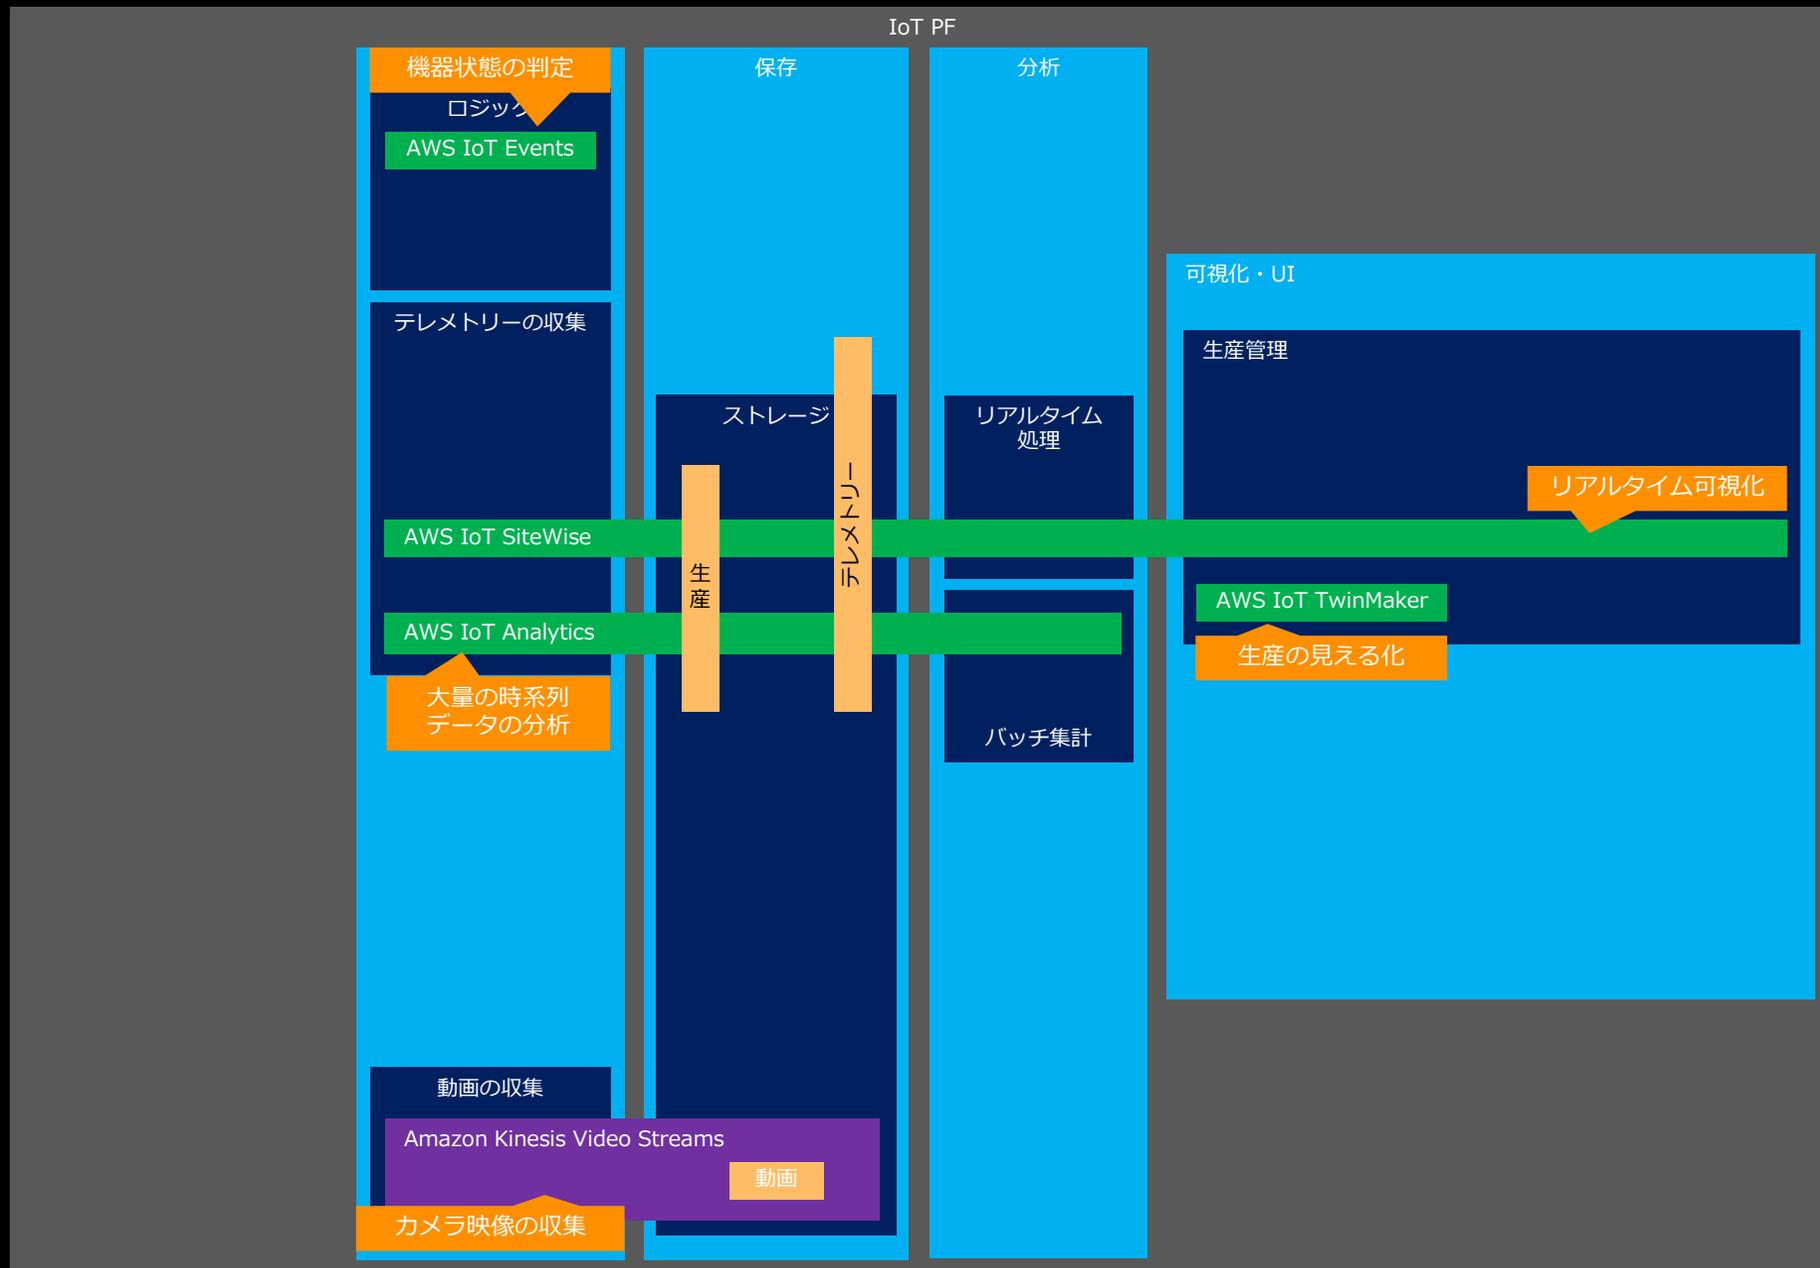 IoT PF
機器状態の判定
ロジック
AWS IoT Events
テレメトリーの収集
AWS IoT SiteWise
AWS IoT Analytics
大量の時系列
データの分析
動画の収集
Amazon Kinesis Video Streams
動画
カメラ映像の収集
保存
ストレージ
生産
テレメトリー
分析
リアルタイム
処理
バッチ集計
可視化・UI
生産管理
リアルタイム可視化
AWS IoT TwinMaker
生産の見える化